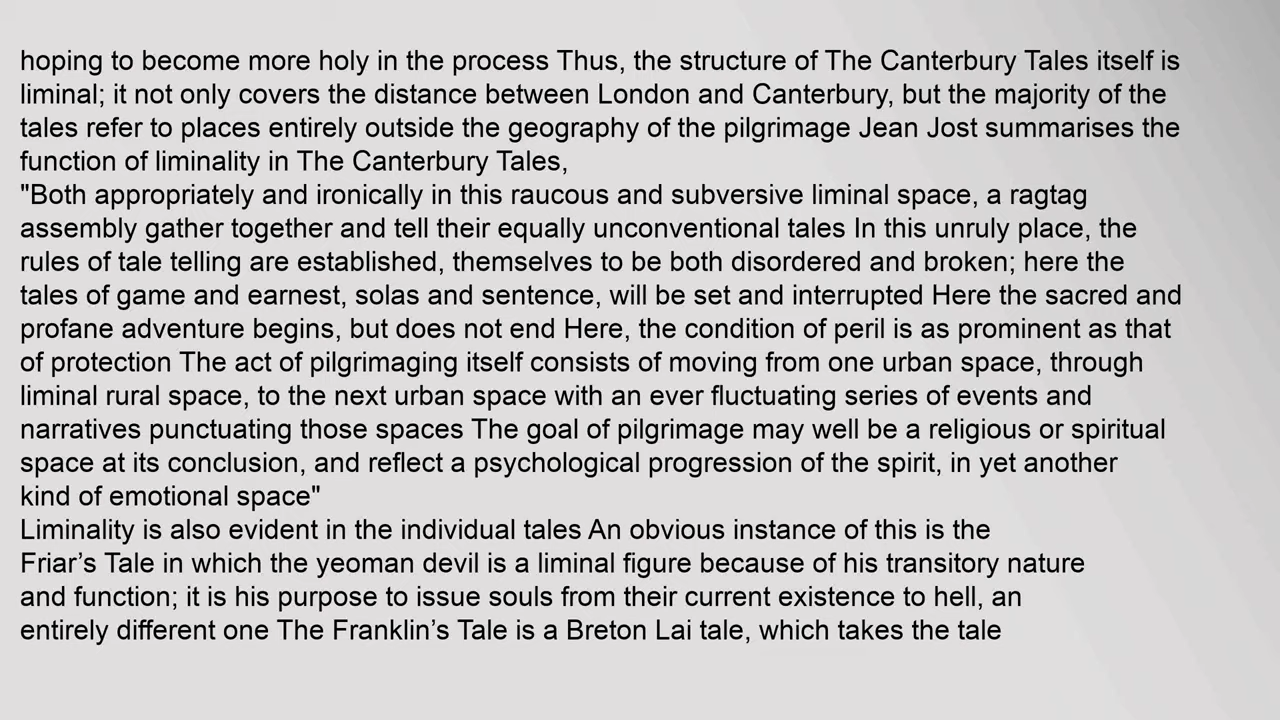 hoping to become more holy in the process Thus, the structure of The Canterbury Tales itself is
liminal; it not only covers the distance between London and Canterbury, but the majority of the
tales refer to places entirely outside the geography of the pilgrimage Jean Jost summarises the
function of liminality in The Canterbury Tales,
"Both appropriately and ironically in this raucous and subversive liminal space, a ragtag
assembly gather together and tell their equally unconventional tales In this unruly place, the
rules of tale telling are established, themselves to be both disordered and broken; here the
tales of game and earnest, solas and sentence, will be set and interrupted Here the sacred and
profane adventure begins, but does not end Here, the condition of peril is as prominent as that
of protection The act of pilgrimaging itself consists of moving from one urban space, through
liminal rural space, to the next urban space with an ever fluctuating series of events and
narratives punctuating those spaces The goal of pilgrimage may well be a religious or spiritual
space at its conclusion, and reflect a psychological progression of the spirit, in yet another
kind of emotional space"
Liminality is also evident in the individual tales An obvious instance of this is the
Friar’s Tale in which the yeoman devil is a liminal figure because of his transitory nature
and function; it is his purpose to issue souls from their current existence to hell, an
entirely different one The Franklin’s Tale is a Breton Lai tale, which takes the tale